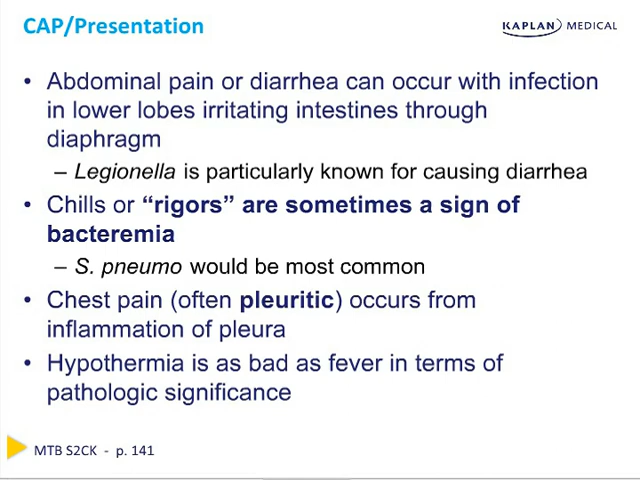 CAP/Presentation
KAPLAN MEDICAL
• Abdominal pain or diarrhea can occur with infection
in lower lobes irritating intestines through
diaphragm
– Legionella is particularly known for causing diarrhea
• Chills or “rigors” are sometimes a sign of
bacteremia
– S. pneumo would be most common
• Chest pain (often pleuritic) occurs from
inflammation of pleura
• Hypothermia is as bad as fever in terms of
pathologic significance
MTB S2CK - p. 141